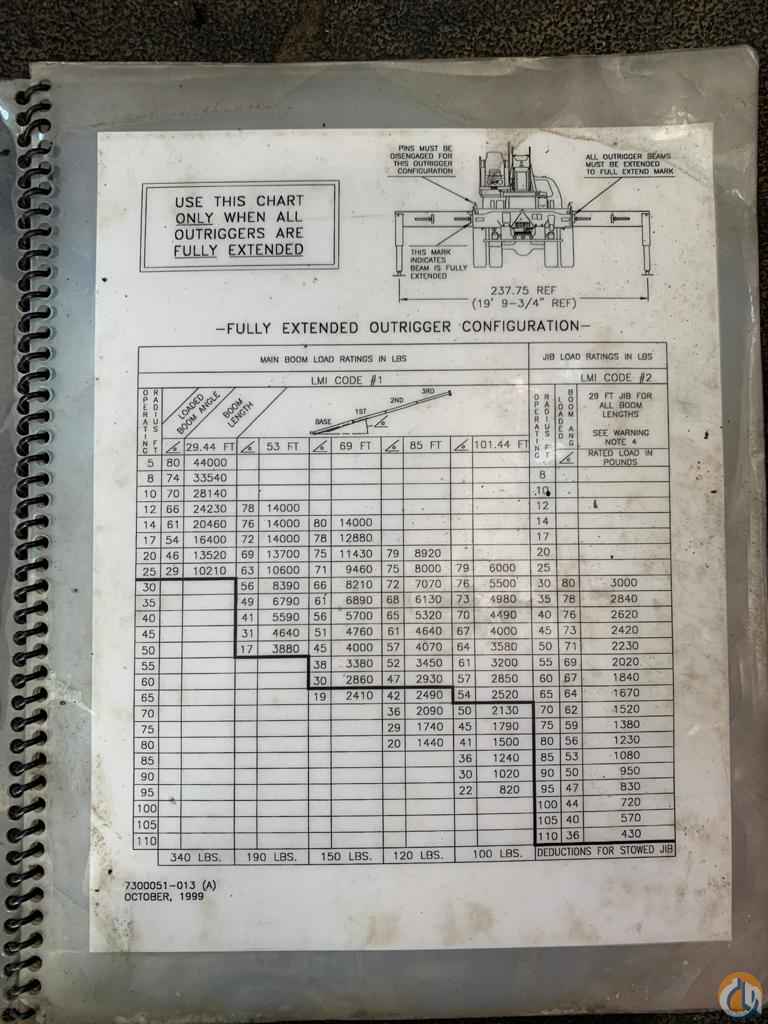 PINS MUST BE
DISENGAGED FOR
THIS OUTRIGGER
CONFIGURATION
ALL OUTRIGGER BEAMS
MUST BE EXTENDED
TO FULL EXTEND MARK
USE THIS CHART
ONLY WHEN ALL
OUTRIGGERS ARE
FULLY EXTENDED
THIS MARK
INDICATES
BEAM IS FULLY
EXTENDED
237.75 REF
(19' 9-3/4" REF)
-FULLY EXTENDED OUTRIGGER CONFIGURATION-
MAIN BOOM LOAD RATINGS IN LBS JIB LOAD RATINGS IN LBS
LMI CODE #1 LMI CODE #2
OPERATING RADIUS FT
LOADED BOOM ANGLE
BOOM LENGTH
BASE 1ST 2ND 3RD
OPERATING RADIUS FT
LOADED BOOM ANG
29 FT JIB FOR
ALL BOOM
LENGTHS
SEE WARNING
NOTE 4
29.44 FT 53 FT 69 FT 85 FT 101.44 FT RATED LOAD IN POUNDS
5 80 44000
8 74 33540 8
10 70 28140 10
12 66 24230 78 14000 12
14 61 20460 76 14000 80 14000 14
17 54 16400 72 14000 78 12880 17
20 46 13520 69 13700 75 11430 79 8920 20
25 29 10210 63 10600 71 9460 75 8000 79 6000 25
30 56 8390 66 8210 72 7070 76 5500 30 80 3000
35 49 6790 61 6890 68 6130 73 4980 35 78 2840
40 41 5590 56 5700 65 5320 70 4490 40 76 2620
45 31 4640 51 4760 61 4640 67 4000 45 73 2420
50 17 3880 45 4000 57 4070 64 3580 50 71 2230
55 38 3380 52 3450 61 3200 55 69 2020
60 30 2860 47 2930 57 2850 60 67 1840
65 19 2410 42 2490 54 2520 65 64 1670
70 36 2090 50 2130 70 62 1520
75 29 1740 45 1790 75 59 1380
80 20 1440 41 1500 80 56 1230
85 36 1240 85 53 1080
90 30 1020 90 50 950
95 22 820 95 47 830
100 100 44 720
105 105 40 570
110 110 36 430
340 LBS. 190 LBS. 150 LBS. 120 LBS. 100 LBS. DEDUCTIONS FOR STOWED JIB
7300051-013 (A)
OCTOBER, 1999